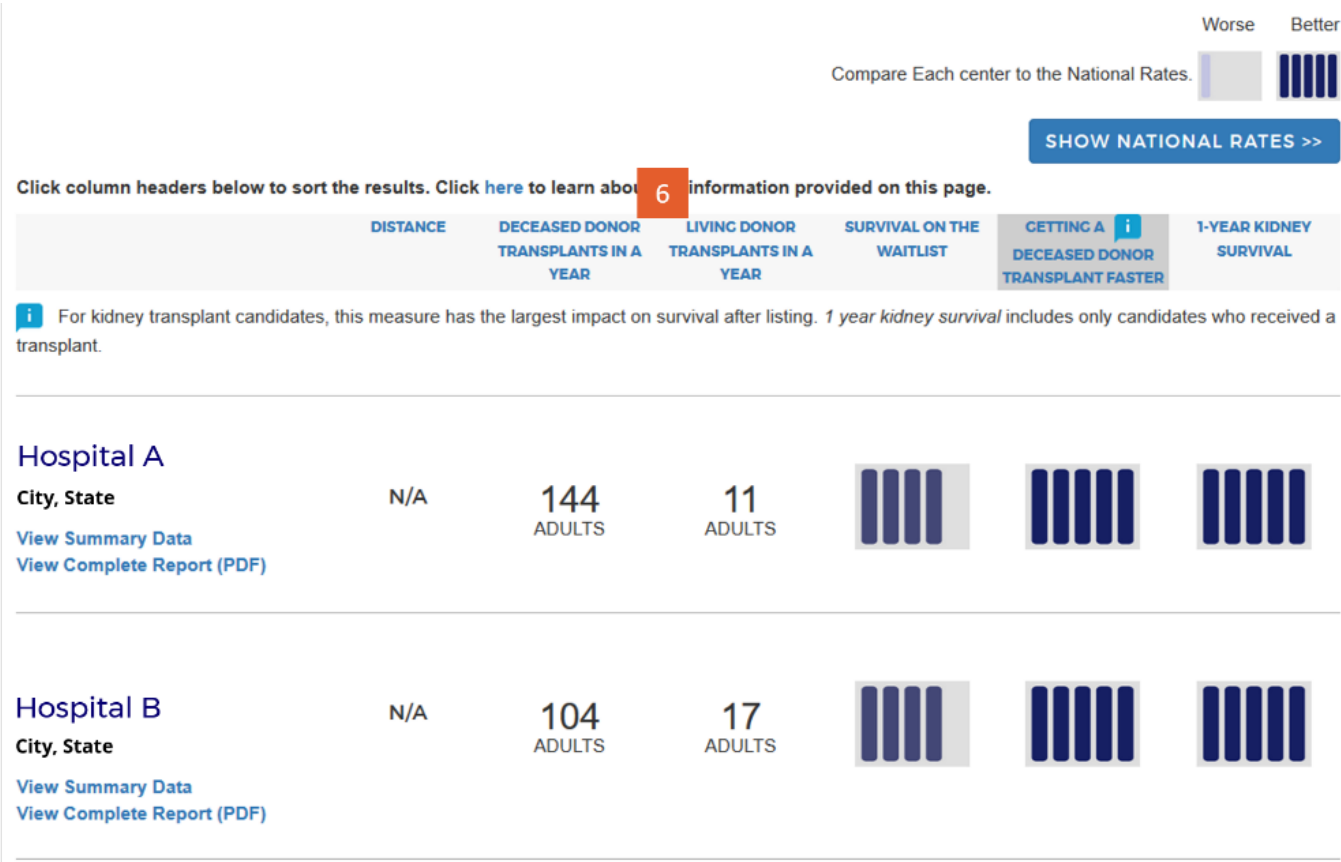 Worse Better
Compare Each center to the National Rates.
SHOW NATIONAL RATES >>
Click column headers below to sort the results. Click here to learn abou 6 information provided on this page.
DISTANCE
DECEASED DONOR
TRANSPLANTS IN A
YEAR
LIVING DONOR
TRANSPLANTS IN A
YEAR
SURVIVAL ON THE
WAITLIST
GETTING A i
DECEASED DONOR
TRANSPLANT FASTER
1-YEAR KIDNEY
SURVIVAL
i For kidney transplant candidates, this measure has the largest impact on survival after listing. 1 year kidney survival includes only candidates who received a
transplant.
Hospital A
City, State
View Summary Data
View Complete Report (PDF)
N/A
144
ADULTS
11
ADULTS
Hospital B
City, State
View Summary Data
View Complete Report (PDF)
N/A
104
ADULTS
17
ADULTS